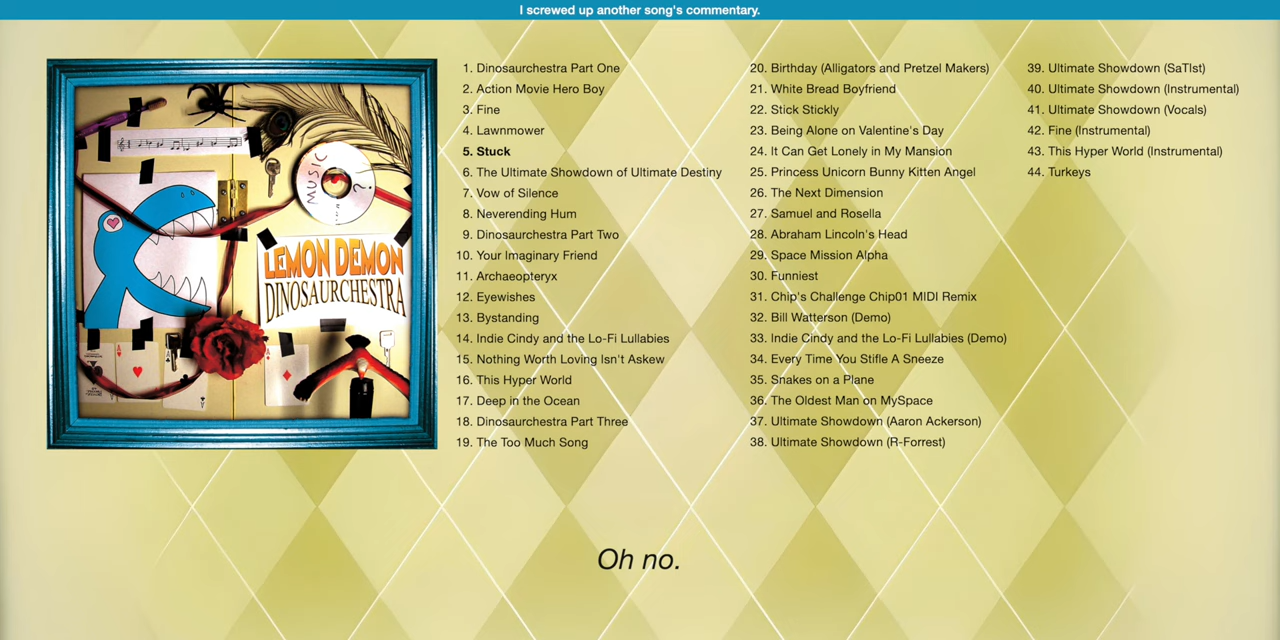 I screwed up another song's commentary.
MUSIC
LEMON DEMON
DINOSAURCHESTRA
1. Dinosaurchestra Part One
2. Action Movie Hero Boy
3. Fine
4. Lawnmower
5. Stuck
6. The Ultimate Showdown of Ultimate Destiny
7. Vow of Silence
8. Neverending Hum
9. Dinosaurchestra Part Two
10. Your Imaginary Friend
11. Archaeopteryx
12. Eyewishes
13. Bystanding
14. Indie Cindy and the Lo-Fi Lullabies
15. Nothing Worth Loving Isn't Askew
16. This Hyper World
17. Deep in the Ocean
18. Dinosaurchestra Part Three
19. The Too Much Song
20. Birthday (Alligators and Pretzel Makers)
21. White Bread Boyfriend
22. Stick Stickly
23. Being Alone on Valentine's Day
24. It Can Get Lonely in My Mansion
25. Princess Unicorn Bunny Kitten Angel
26. The Next Dimension
27. Samuel and Rosella
28. Abraham Lincoln's Head
29. Space Mission Alpha
30. Funniest
31. Chip's Challenge Chip01 MIDI Remix
32. Bill Watterson (Demo)
33. Indie Cindy and the Lo-Fi Lullabies (Demo)
34. Every Time You Stifle A Sneeze
35. Snakes on a Plane
36. The Oldest Man on MySpace
37. Ultimate Showdown (Aaron Ackerson)
38. Ultimate Showdown (R-Forrest)
39. Ultimate Showdown (SaTIst)
40. Ultimate Showdown (Instrumental)
41. Ultimate Showdown (Vocals)
42. Fine (Instrumental)
43. This Hyper World (Instrumental)
44. Turkeys
Oh no.